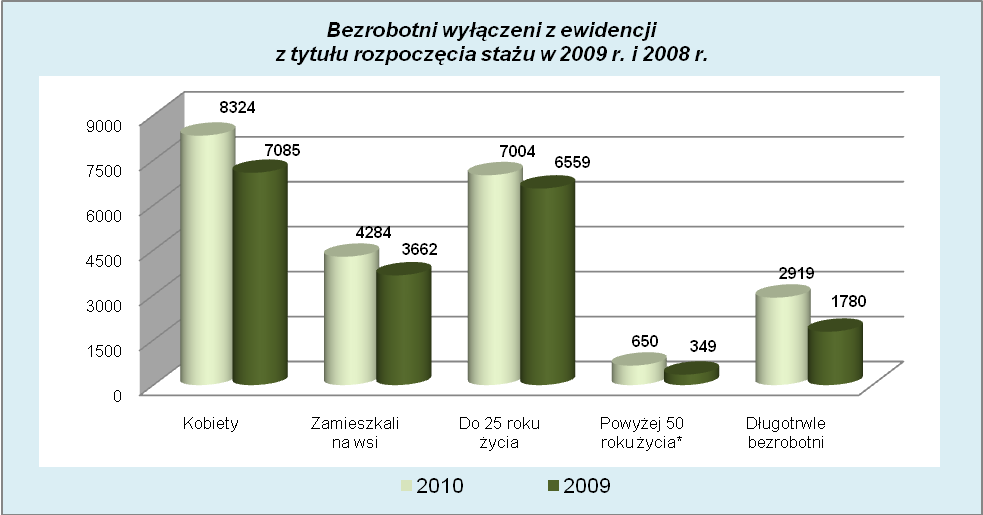 Bezrobotni wyłączeni z ewidencji
z tytułu rozpoczęcia stażu w 2009 r. i 2008 r.
9000
7500
6000
4500
3000
1500
0
8324
7085
4284
3662
7004
6559
650
349
2919
1780
Kobiety
Zamieszkali
na wsi
Do 25 roku
życia
Powyżej 50
roku życia*
Długotrwle
bezrobotni
2010
2009